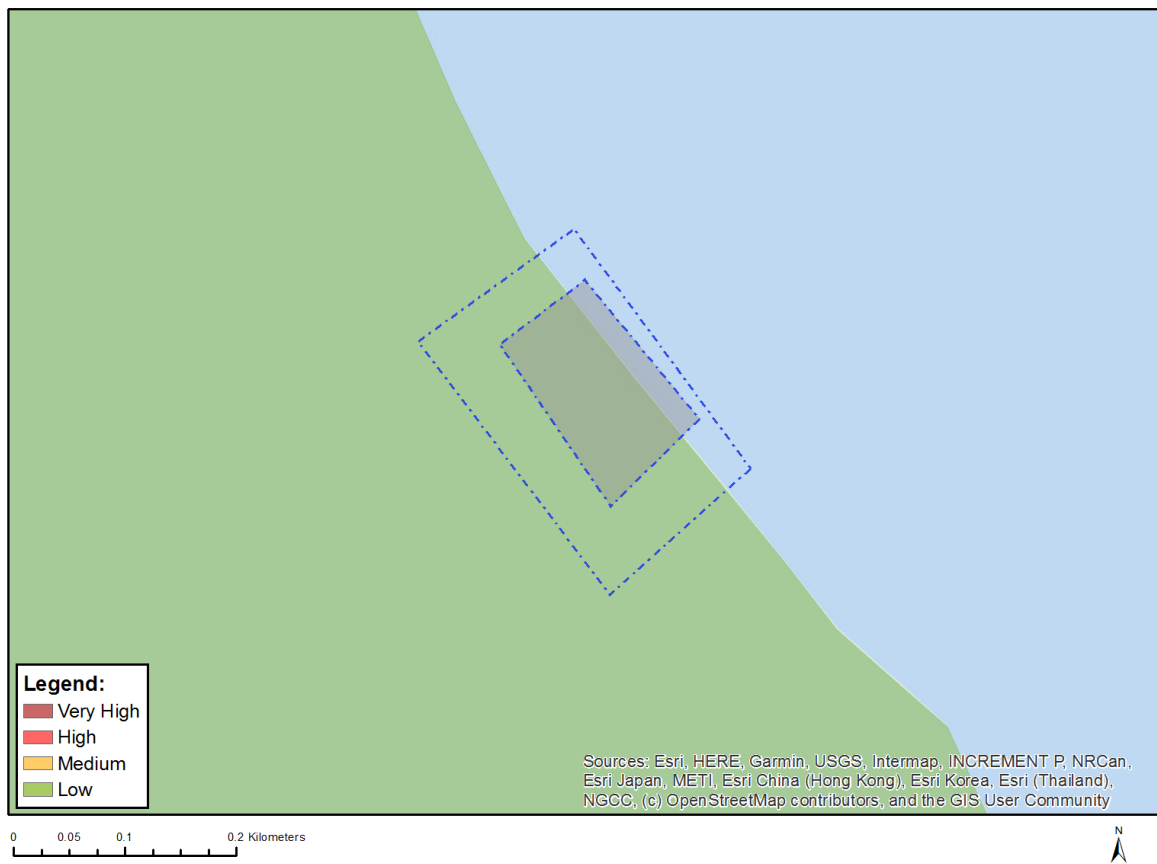 Legend:
Very High
High
Medium
Low
Sources: Esri, HERE, Garmin, USGS, Intermap, INCREMENT P, NRCan,
Esri Japan, METI, Esri China (Hong Kong), Esri Korea, Esri (Thailand),
NGCC, (c) OpenStreetMap contributors, and the GIS User Community
0 0.05 0.1 0.2 Kilometers
N